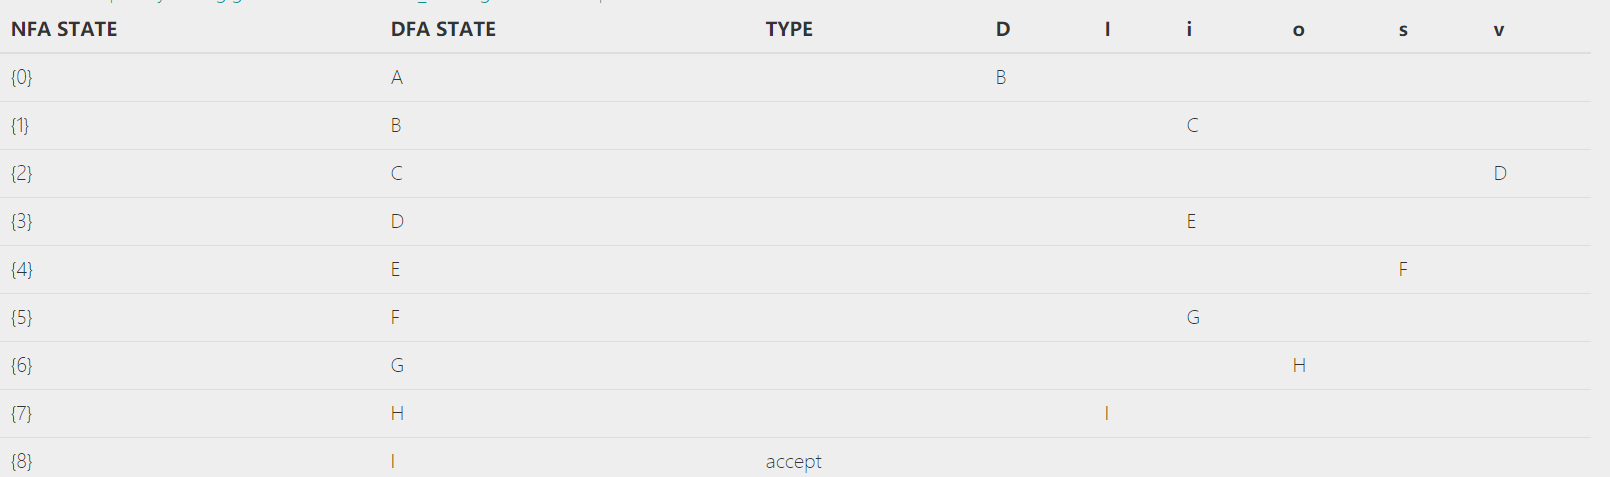 NFA STATE DFA STATE TYPE D I i o s v
{0} A B
{1} B C
{2} C D
{3} D E
{4} E F
{5} F G
{6} G H
{7} H I
{8} I accept